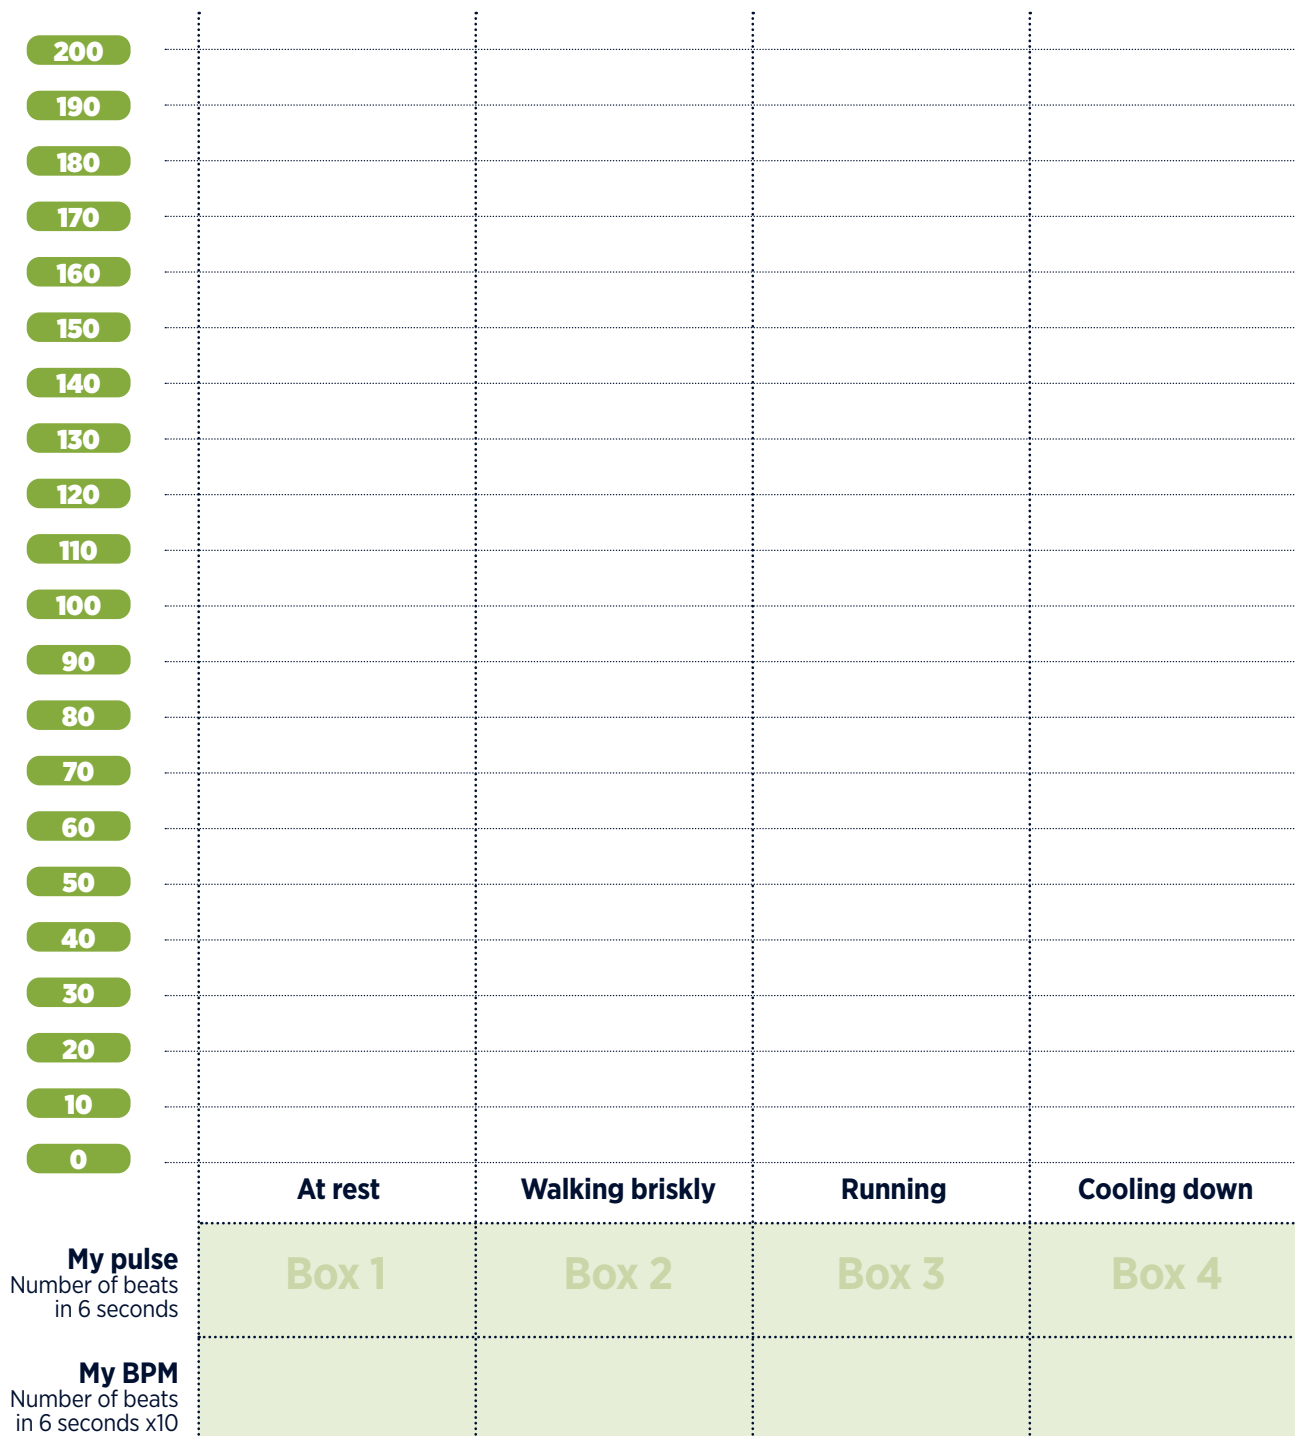 200
190
180
170
160
150
140
130
120
110
100
90
80
70
60
50
40
30
20
10
0
At rest Walking briskly Running Cooling down
My pulse
Number of beats
in 6 seconds
Box 1 Box 2 Box 3 Box 4
My BPM
Number of beats
in 6 seconds x10